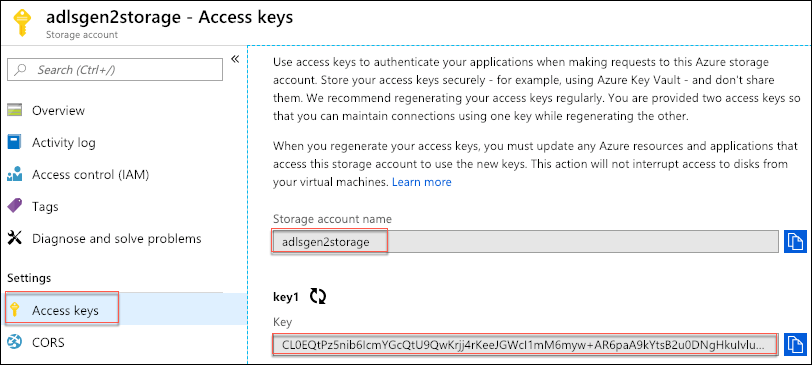 adlsgen2storage - Access keys
Storage account
Search (Ctrl+/)
«
Overview
Activity log
Access control (IAM)
Tags
Diagnose and solve problems
Settings
Access keys
CORS
Use access keys to authenticate your applications when making requests to this Azure storage
account. Store your access keys securely - for example, using Azure Key Vault - and don't share
them. We recommend regenerating your access keys regularly. You are provided two access keys so
that you can maintain connections using one key while regenerating the other.
When you regenerate your access keys, you must update any Azure resources and applications that
access this storage account to use the new keys. This action will not interrupt access to disks from
your virtual machines. Learn more
Storage account name
adlsgen2storage
key1
Key